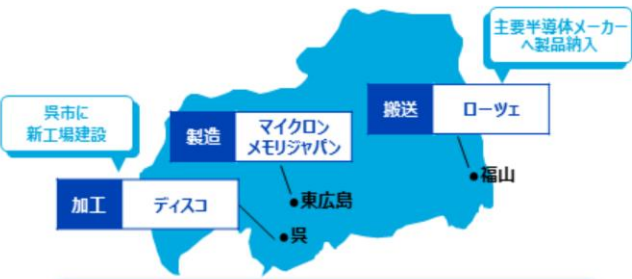 主要半導体メーカー
へ製品納入
搬送 ローツェ
呉市に
新工場建設
製造 マイクロン
メモリジャパン
福山
加工 ディスコ
東広島
呉